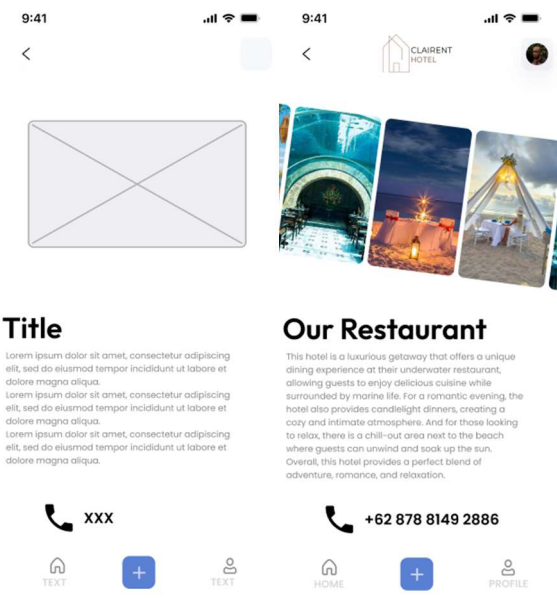 9:41
Title
Lorem ipsum dolor sit amet, consectetur adipiscing
elit, sed do eiusmod tempor incididunt ut labore et
dolore magna aliqua.
Lorem ipsum dolor sit amet, consectetur adipiscing
elit, sed do eiusmod tempor incididunt ut labore et
dolore magna aliqua.
Lorem ipsum dolor sit amet, consectetur adipiscing
elit, sed do eiusmod tempor incididunt ut labore et
dolore magna aliqua.
XXX
TEXT
TEXT
9:41
CLAIRENT
HOTEL
Our Restaurant
This hotel is a luxurious getaway that offers a unique
dining experience at their underwater restaurant,
allowing guests to enjoy delicious cuisine while
surrounded by marine life. For a romantic evening, the
hotel also provides candlelight dinners, creating a
cozy and intimate atmosphere. And for those looking
to relax, there is a chill-out area next to the beach
where guests can unwind and soak up the sun.
Overall, this hotel provides a perfect blend of
adventure, romance, and relaxation.
+62 878 8149 2886
HOME
PROFILE